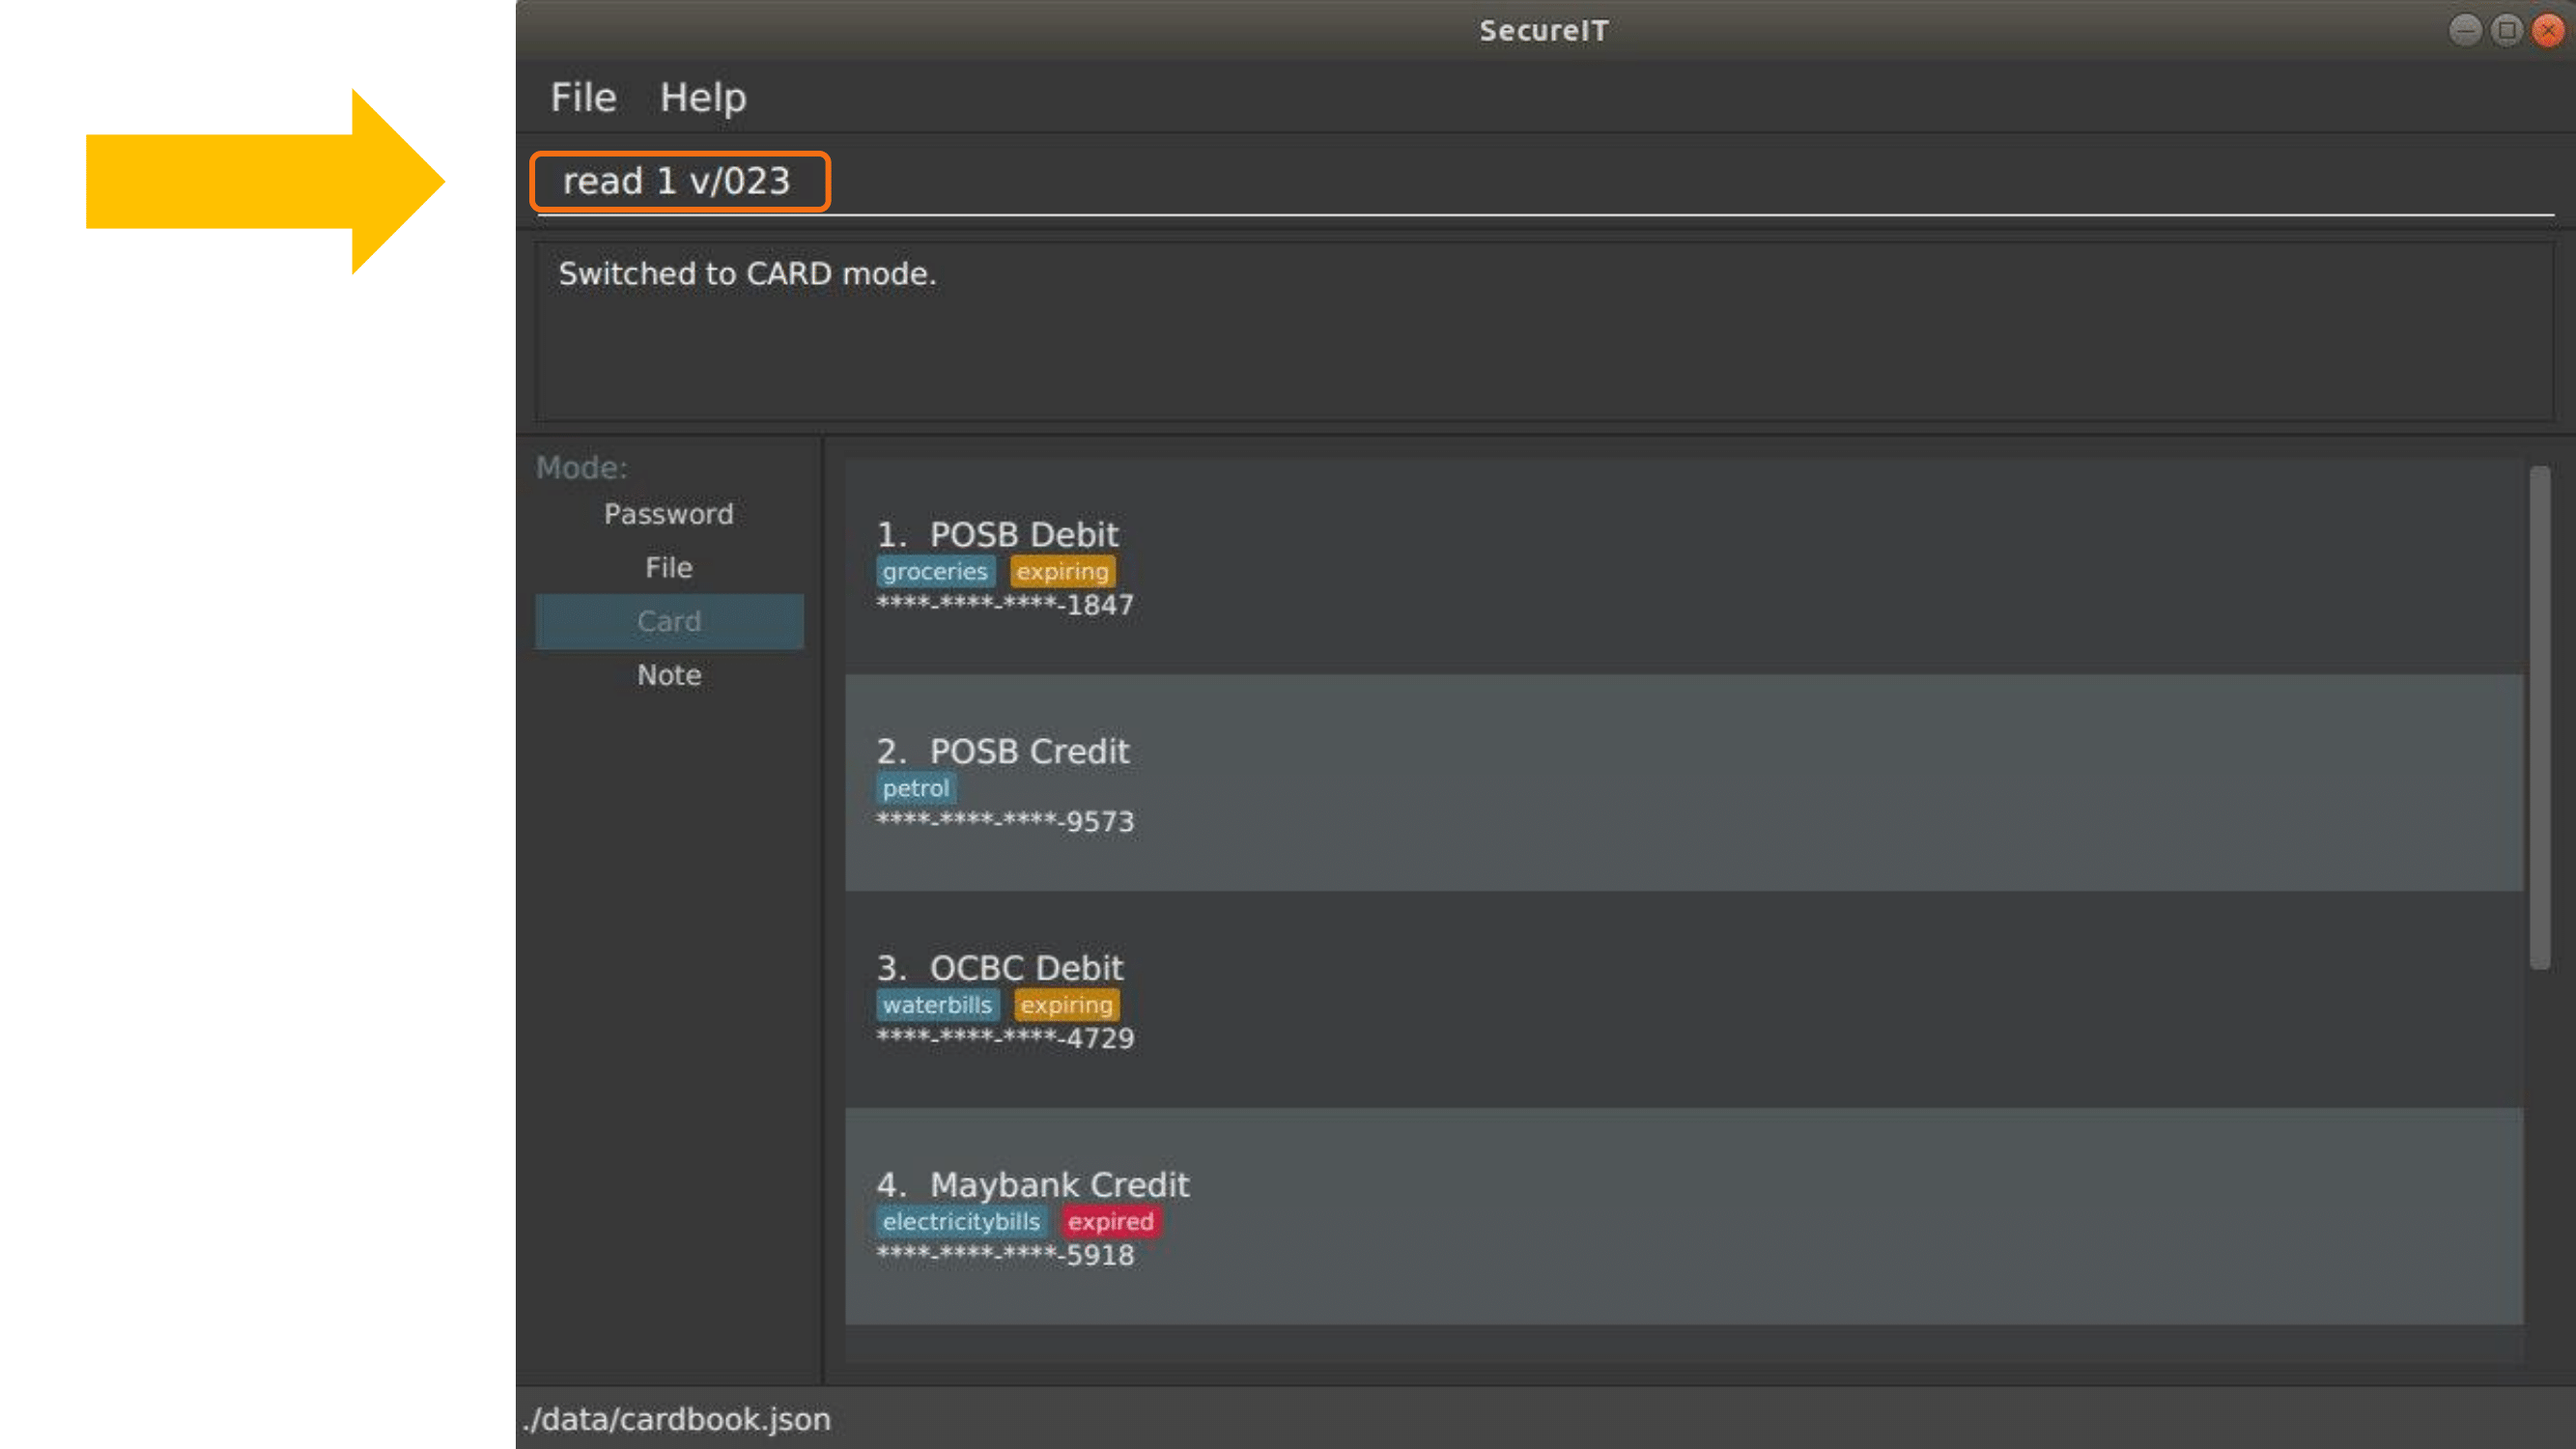 SecureIT
File Help
read 1 v/023
Switched to CARD mode.
Mode:
Password
File
Card
Note
1. POSB Debit
groceries expiring
****-****-****-1847
2. POSB Credit
petrol
****-****-****-9573
3. OCBC Debit
waterbills expiring
****-****-****-4729
4. Maybank Credit
electricitybills expired
****-****-****-5918
./data/cardbook.json